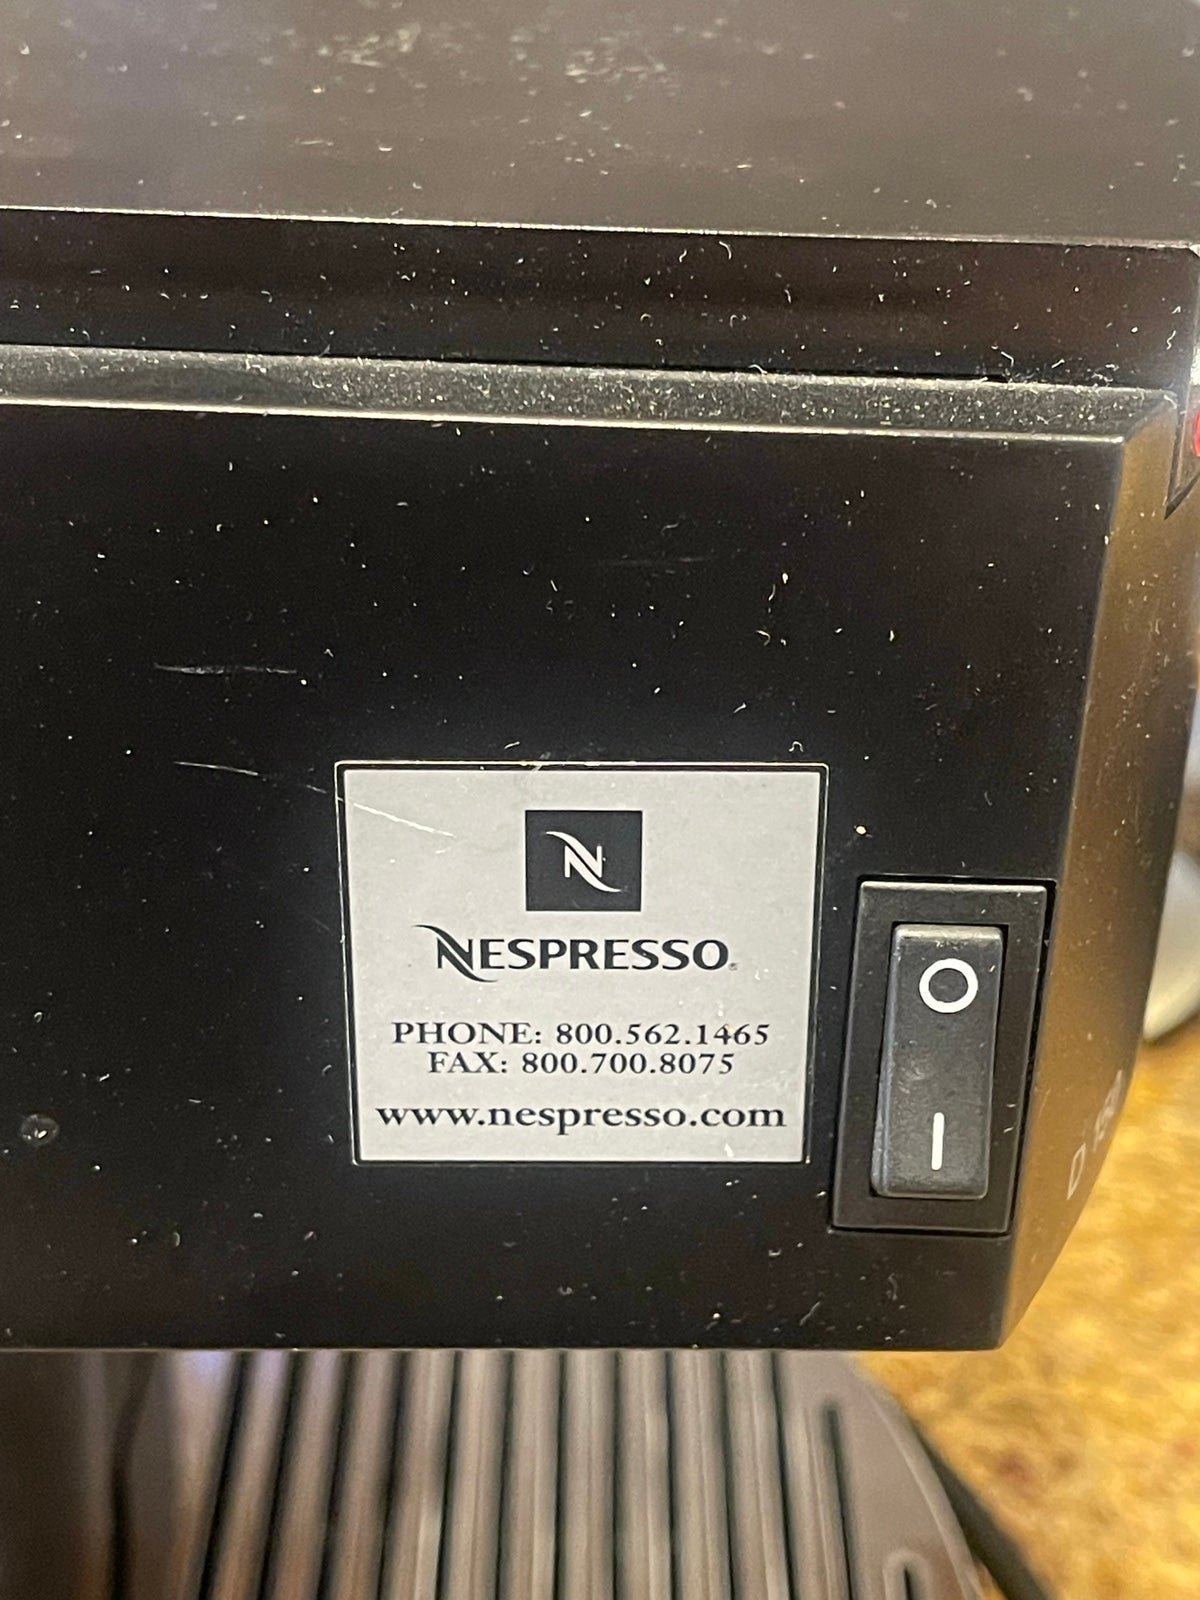 N
NESPRESSO®
PHONE: 800.562.1465
FAX: 800.700.8075
www.nespresso.com
O
I